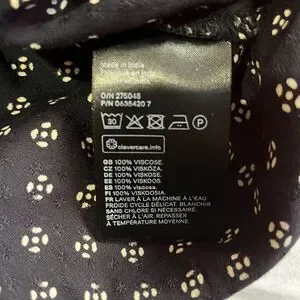 Made in India
O/N 275048
P/N 0635420 7
clevercare.info
GB 100% VISCOSE.
CZ 100% VISKÓZA.
DK 100% VISKOSE.
EE 100% VISKOOS.
ES 100% viscosa.
FI 100% VISKOOSIA.
FR LAVER À LA MACHINE À L'EAU
FROIDE CYCLE DÉLICAT. BLANCHIR
SANS CHLORE SI NÉCESSAIRE.
SÉCHER À L'AIR. REPASSER
À TEMPÉRATURE MOYENNE.